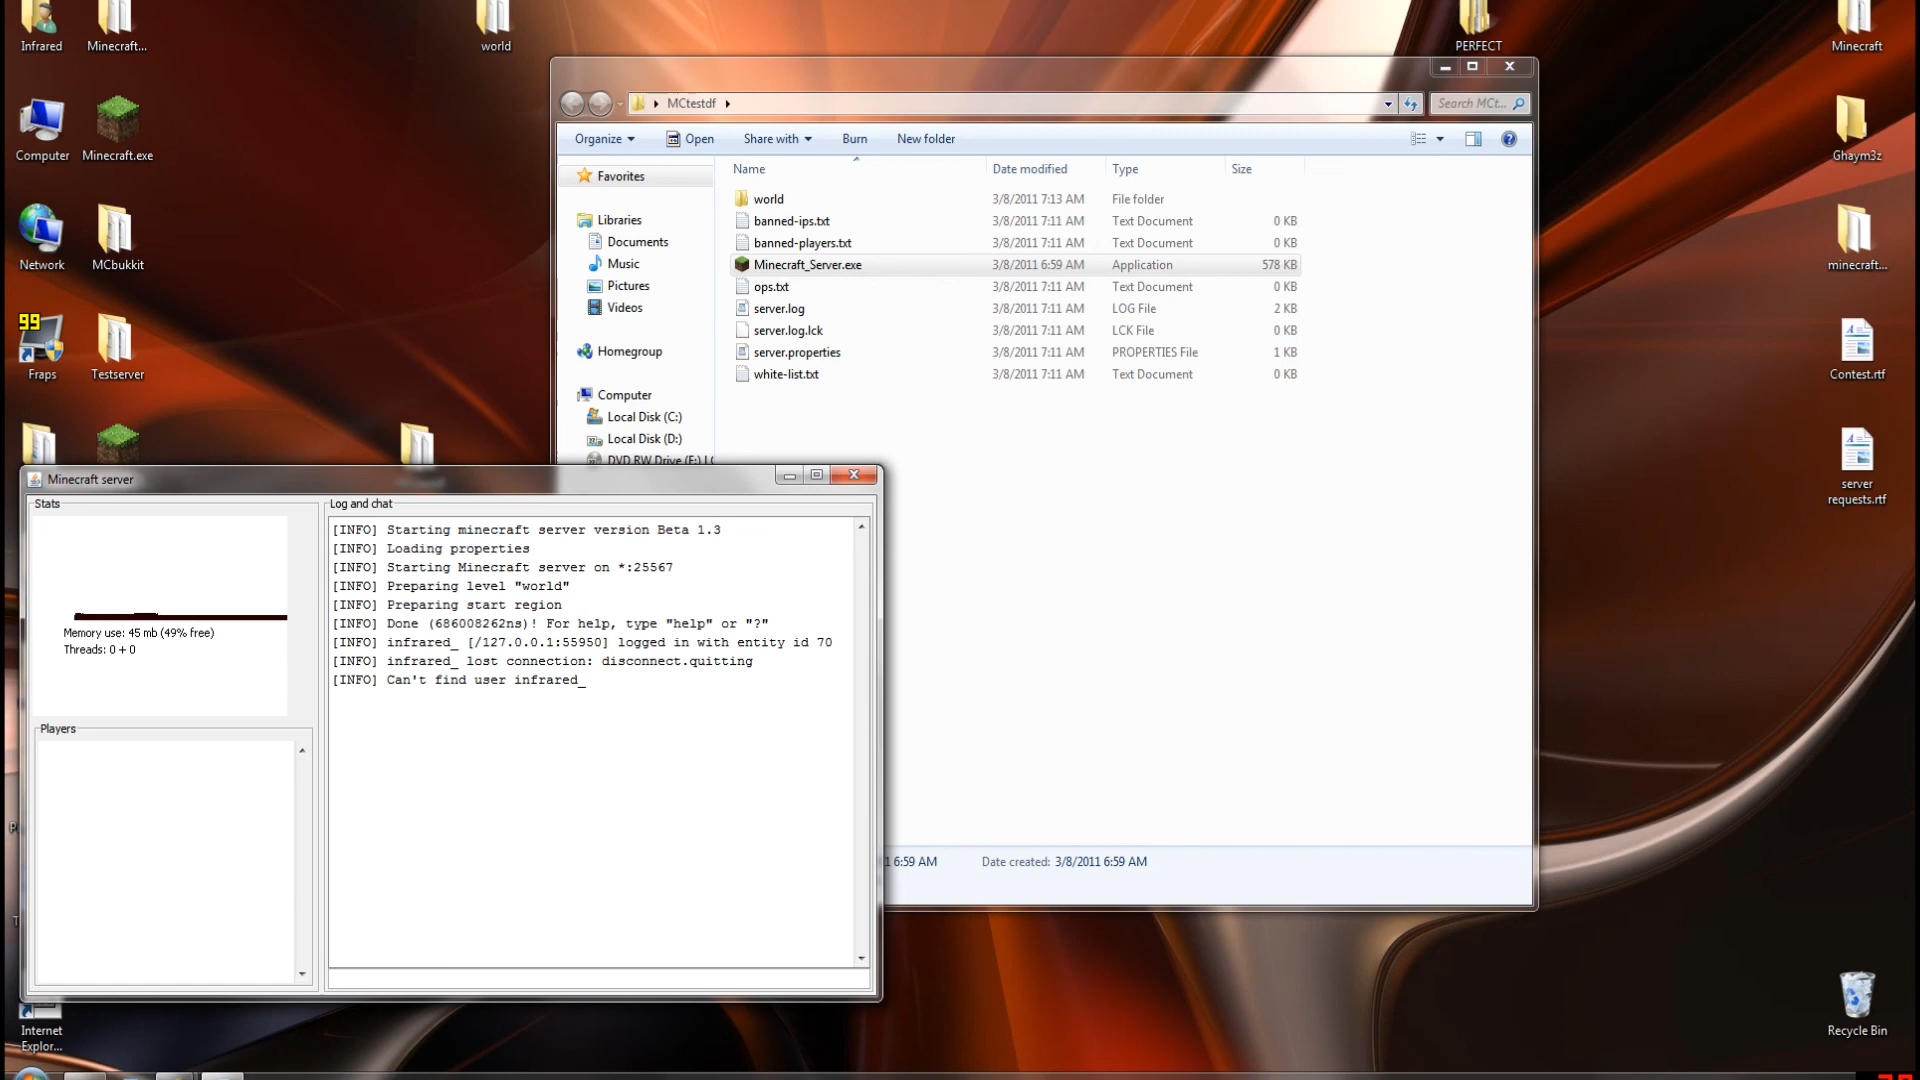 Infrared
Minecraft...
world
PERFECT
Minecraft
Computer
Minecraft.exe
Ghaym3z
Network
MCbukkit
minecraft...
99
Fraps
Testserver
Contest.rtf
server
requests.rtf
MCtestdf
Search MCt...
Organize
Open
Share with
Burn
New folder
Name
Date modified
Type
Size
Favorites
Libraries
Documents
Music
Pictures
Videos
Homegroup
Computer
Local Disk (C:)
Local Disk (D:)
DVD RW Drive (E:) L
world 3/8/2011 7:13 AM File folder
banned-ips.txt 3/8/2011 7:11 AM Text Document 0 KB
banned-players.txt 3/8/2011 7:11 AM Text Document 0 KB
Minecraft_Server.exe 3/8/2011 6:59 AM Application 578 KB
ops.txt 3/8/2011 7:11 AM Text Document 0 KB
server.log 3/8/2011 7:11 AM LOG File 2 KB
server.log.lck 3/8/2011 7:11 AM LCK File 0 KB
server.properties 3/8/2011 7:11 AM PROPERTIES File 1 KB
white-list.txt 3/8/2011 7:11 AM Text Document 0 KB
1 6:59 AM
Date created: 3/8/2011 6:59 AM
Minecraft server
Stats
Memory use: 45 mb (49% free)
Threads: 0 + 0
Players
Log and chat
[INFO] Starting minecraft server version Beta 1.3
[INFO] Loading properties
[INFO] Starting Minecraft server on *:25567
[INFO] Preparing level "world"
[INFO] Preparing start region
[INFO] Done (686008262ns)! For help, type "help" or "?"
[INFO] infrared_ [/127.0.0.1:55950] logged in with entity id 70
[INFO] infrared_ lost connection: disconnect.quitting
[INFO] Can't find user infrared_
Internet
Explor...
Recycle Bin